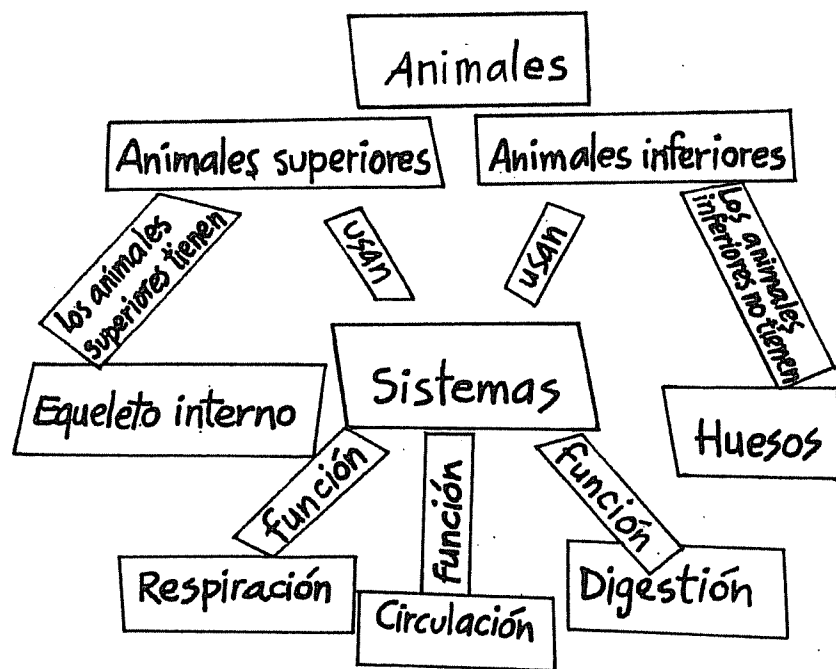 Animales
Animales superiores
Animales inferiores
Los animales
superiores tienen
usan
usan
Los animales
inferiores no tienen
Equeleto interno
Sistemas
Huesos
función
función
función
Respiración
Circulación
Digestión